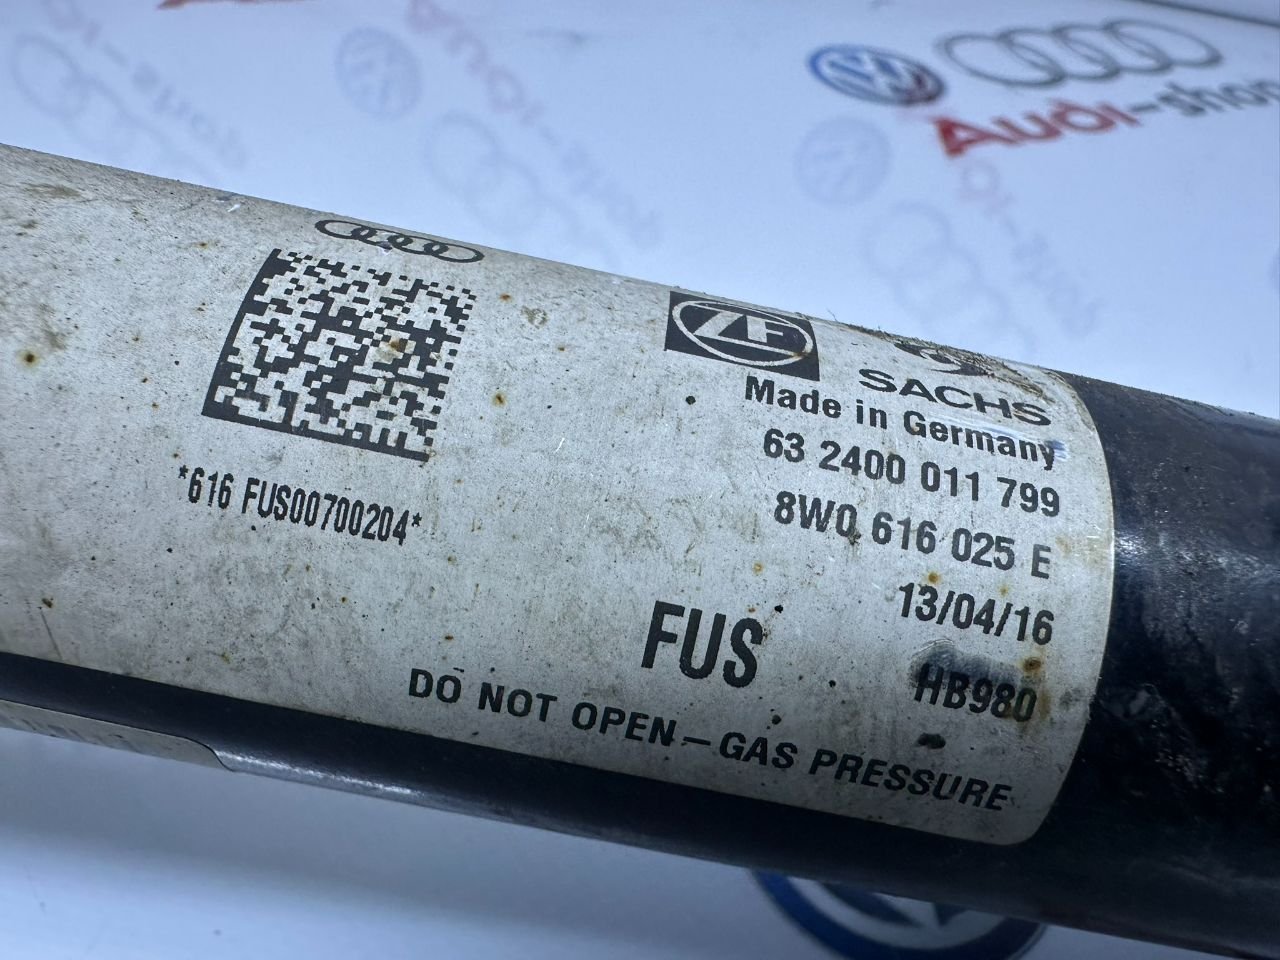 Audi-shop
ZF
SACHS
Made in Germany
63 2400 011 799
8W0 616 025 E
13/04/16
HB980
*616 FUS00700204*
FUS
DO NOT OPEN–GAS PRESSURE